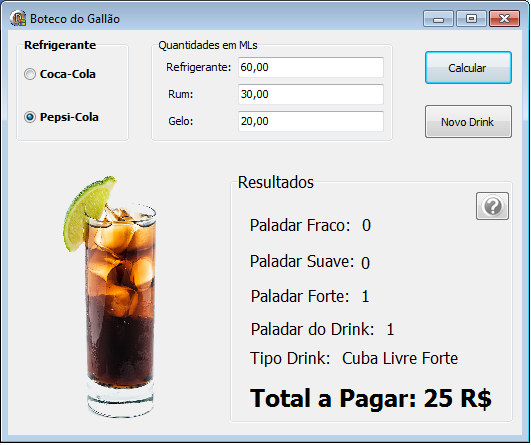 Boteco do Gallão
Refrigerante
Coca-Cola
Pepsi-Cola
Quantidades em MLs
Refrigerante: 60,00
Rum: 30,00
Gelo: 20,00
Calcular
Novo Drink
Resultados
?
Paladar Fraco: 0
Paladar Suave: 0
Paladar Forte: 1
Paladar do Drink: 1
Tipo Drink: Cuba Livre Forte
Total a Pagar: 25 R$